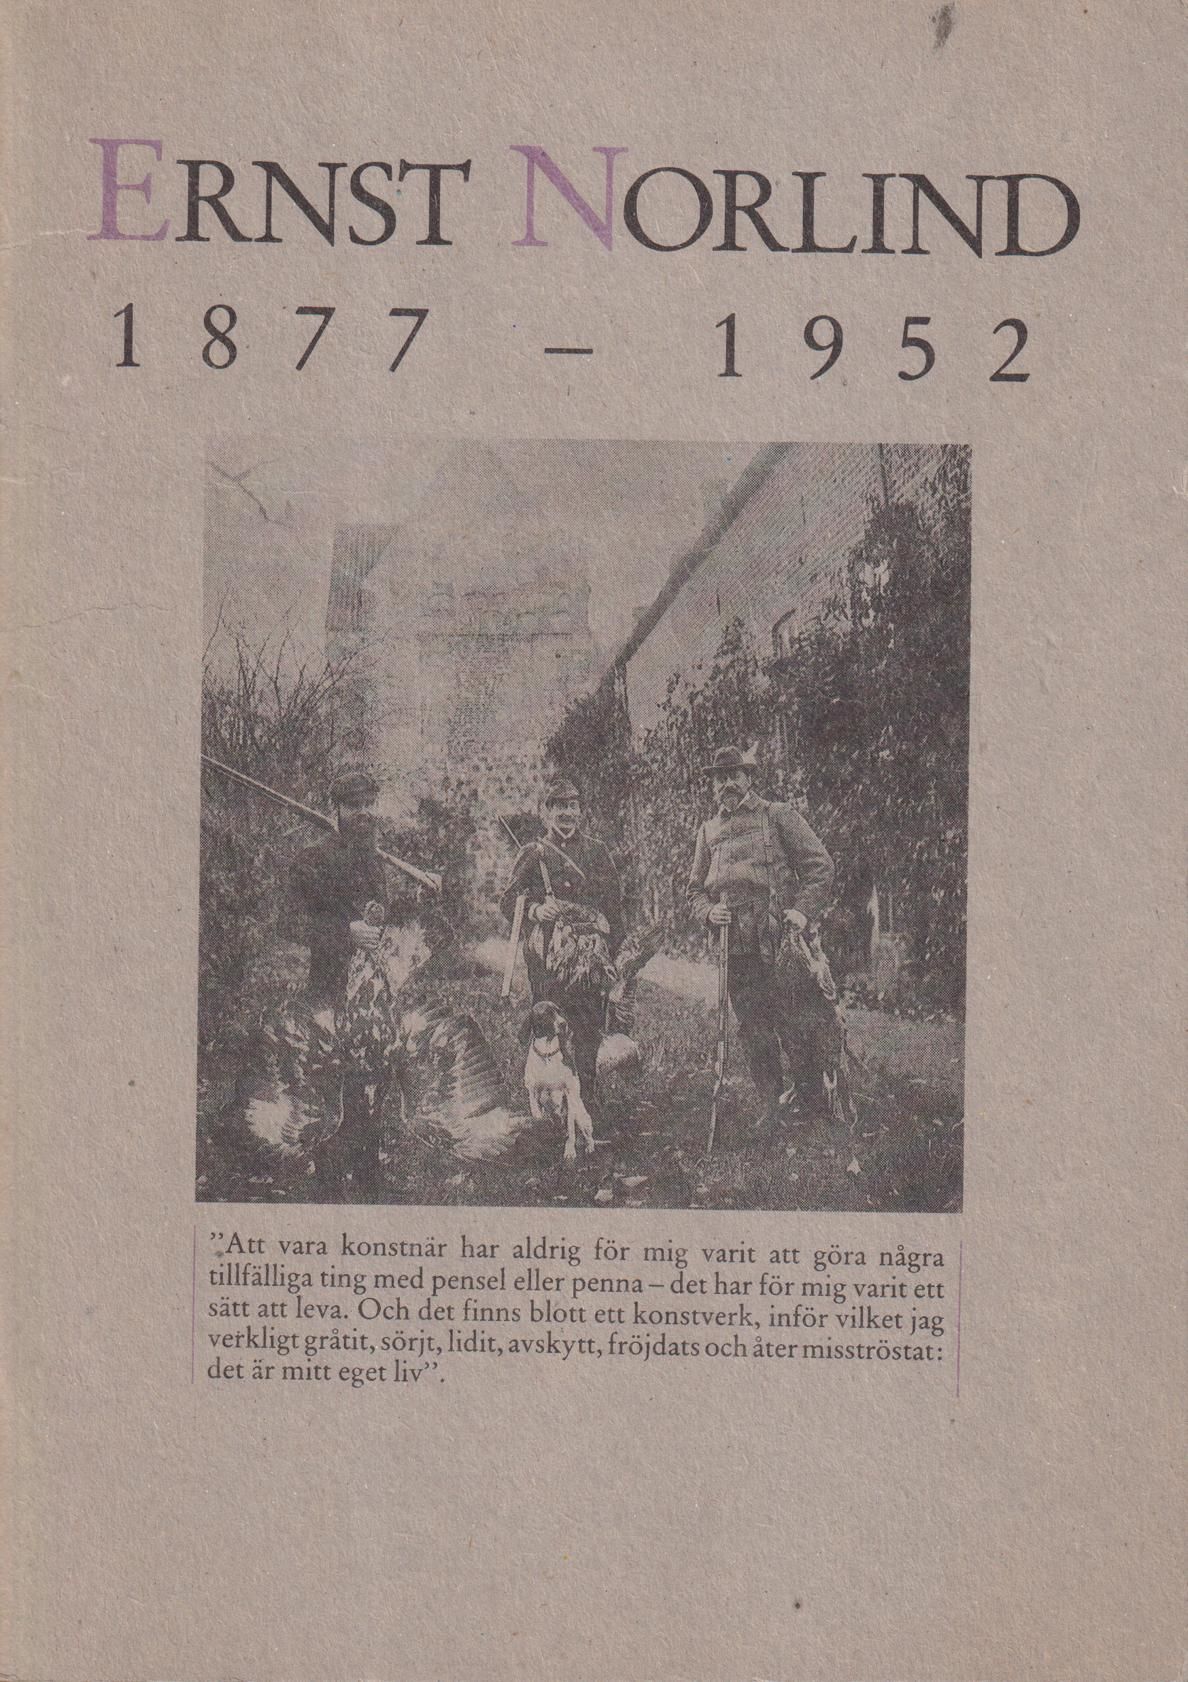 ERNST NORLIND
1877 – 1952
”Att vara konstnär har aldrig för mig varit att göra några
tillfälliga ting med pensel eller penna – det har för mig varit ett
sätt att leva. Och det finns blott ett konstverk, inför vilket jag
verkligt gråtit, sörjt, lidit, avskytt, fröjdats och åter misströstat:
det är mitt eget liv”.